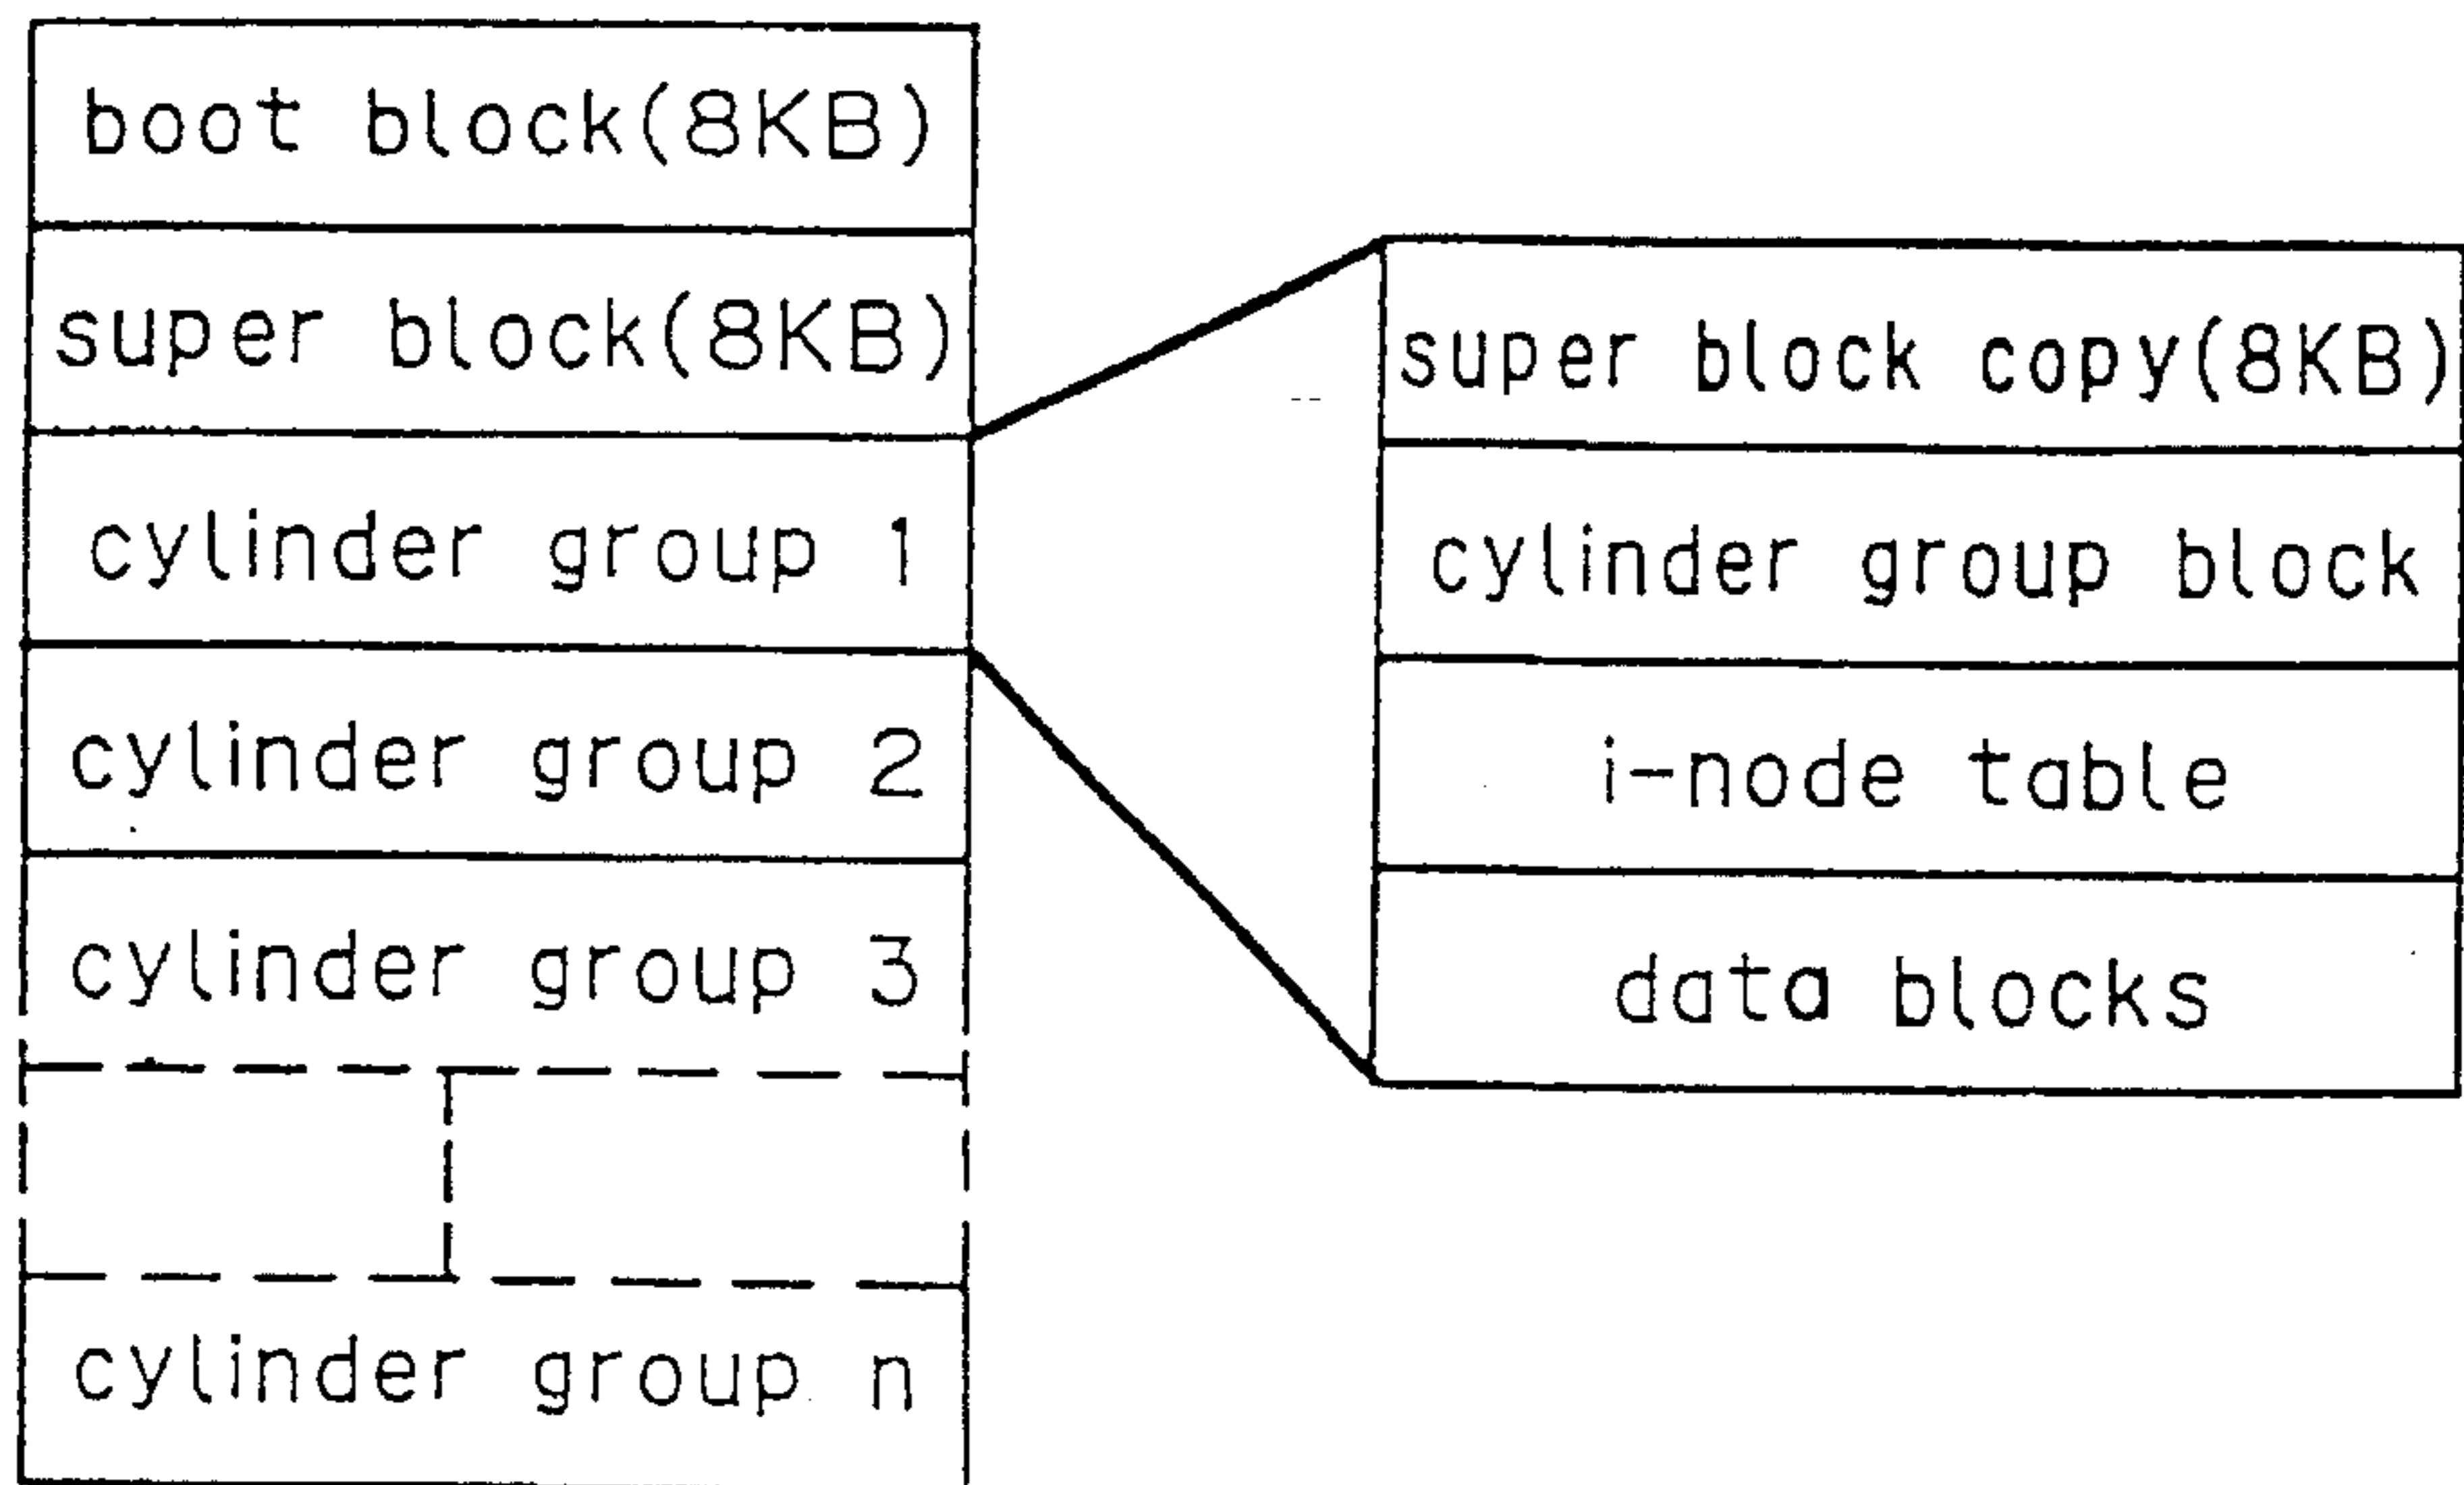 boot block(8KB)
super block(8KB)
cylinder group 1
cylinder group 2
cylinder group 3
cylinder group n
super block copy(8KB)
cylinder group block
i-node table
data blocks